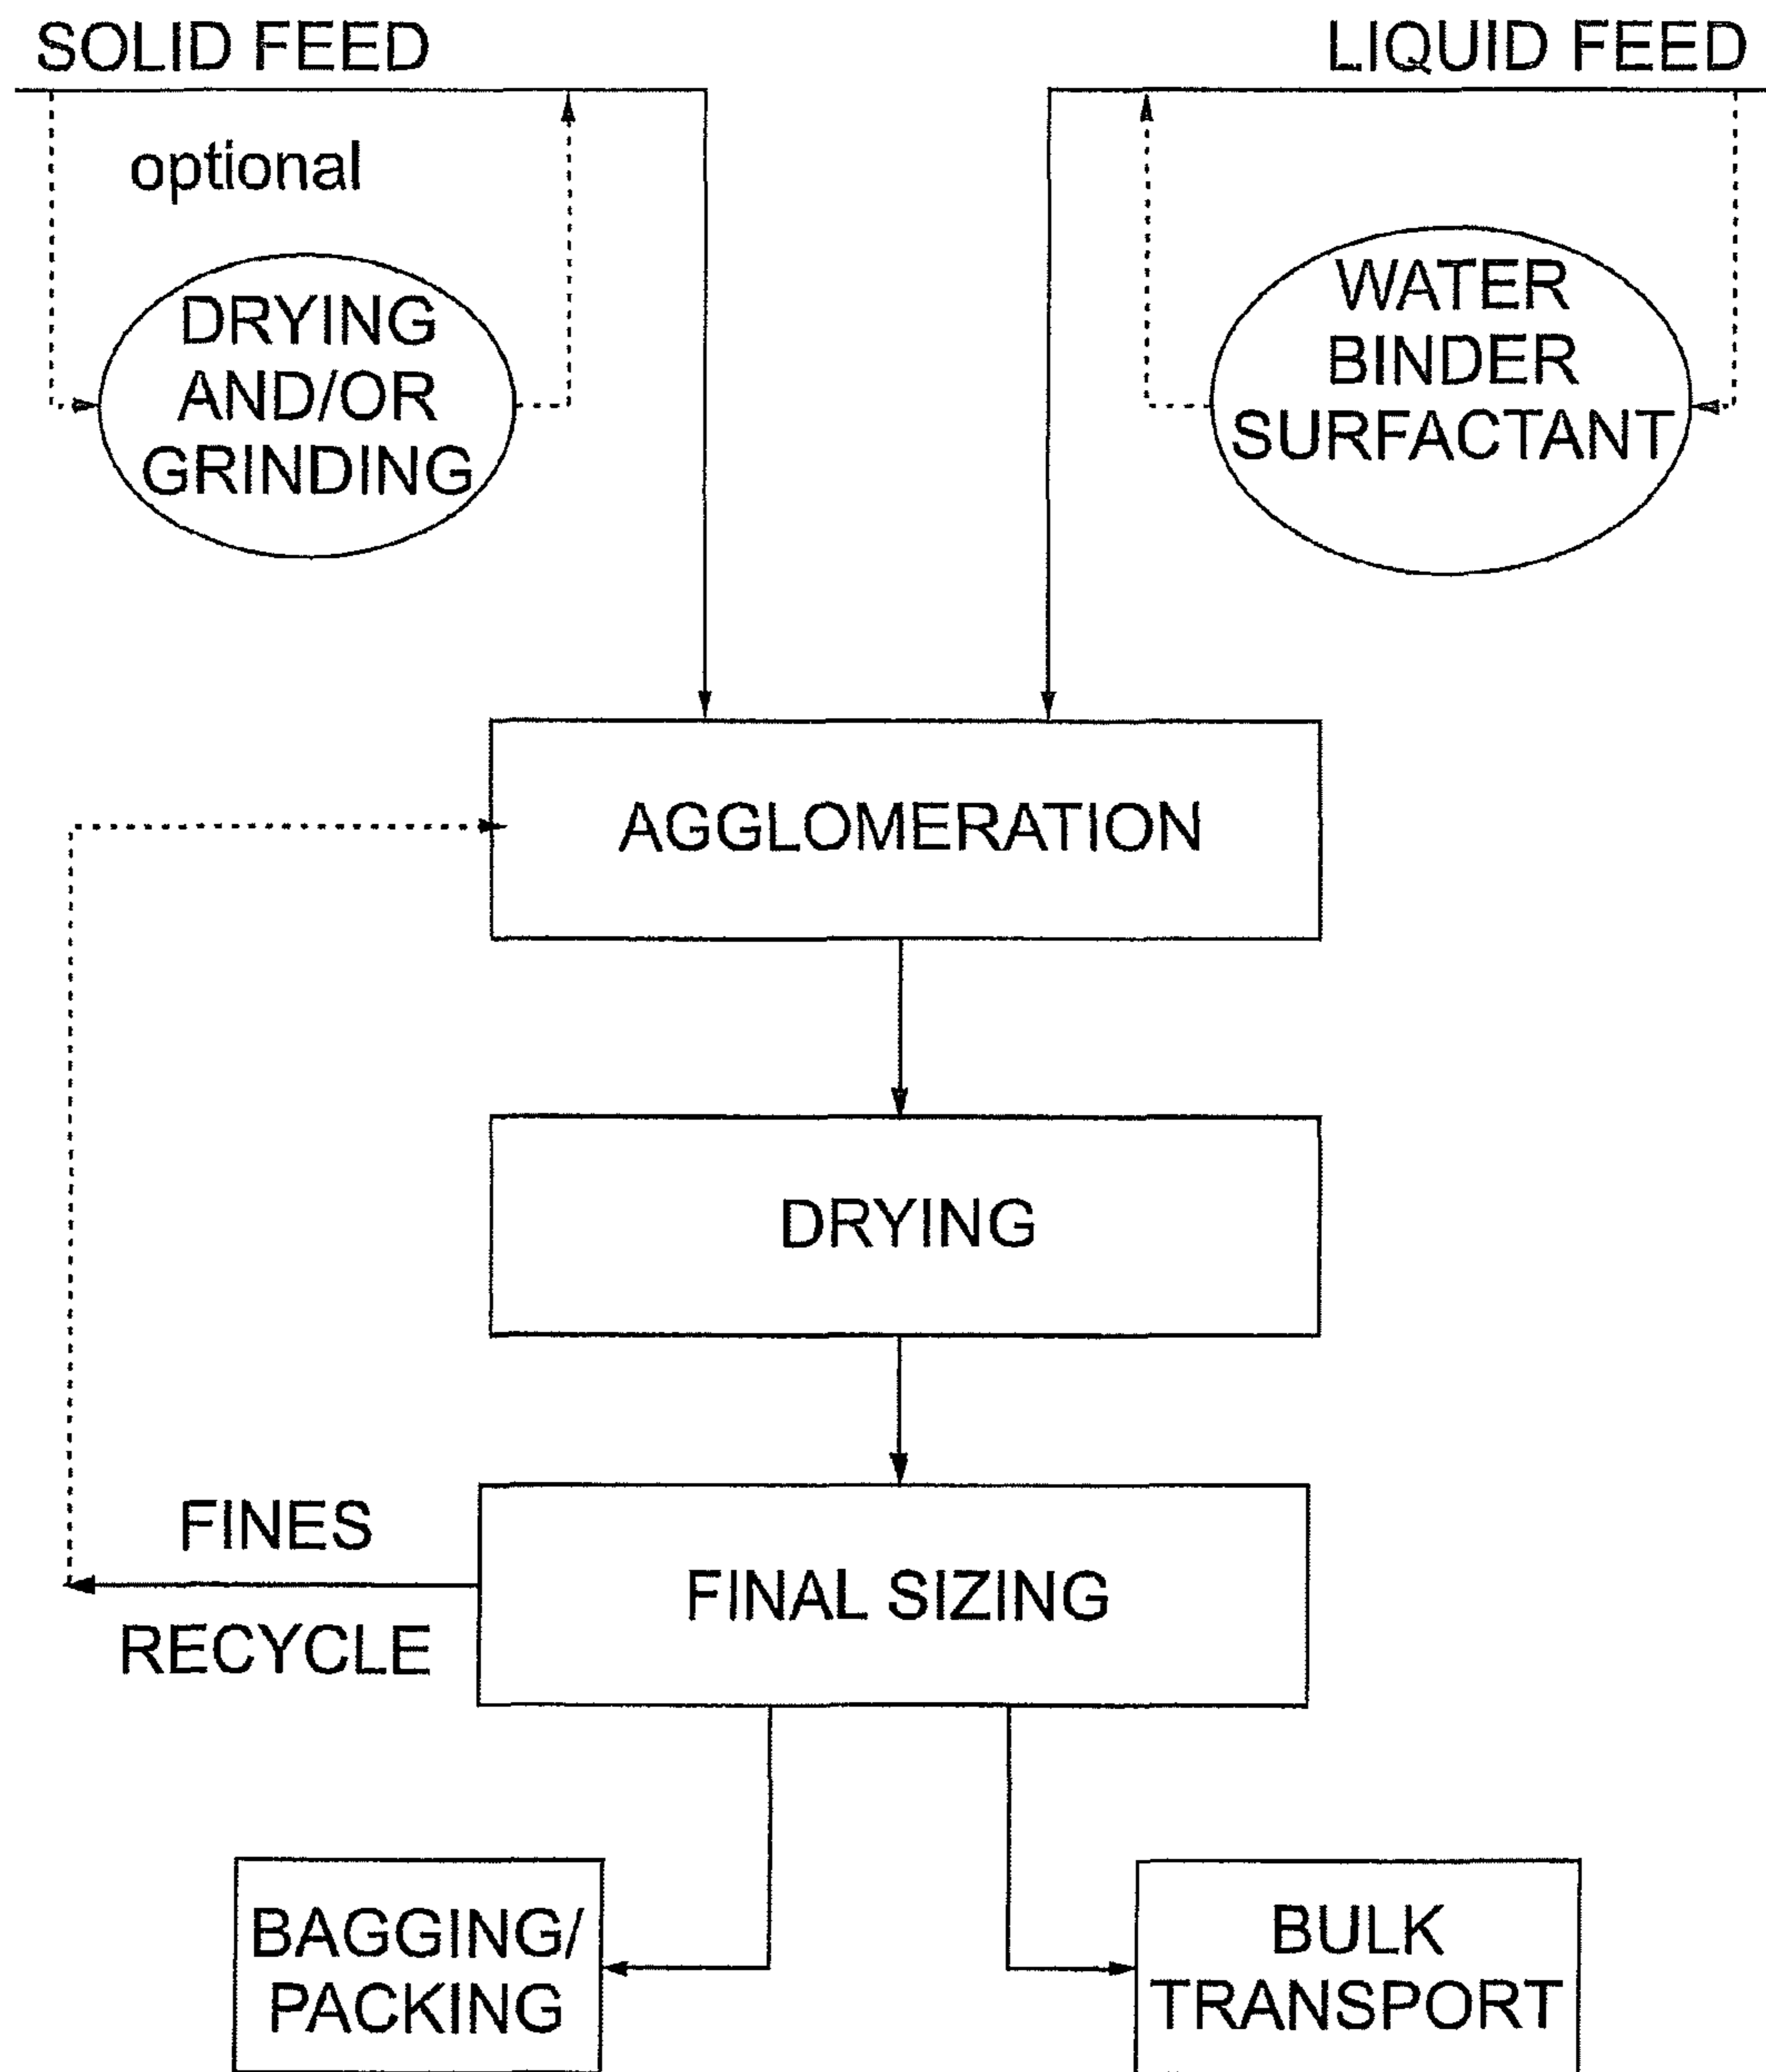 SOLID FEED
LIQUID FEED
optional
DRYING
AND/OR
GRINDING
WATER
BINDER
SURFACTANT
AGGLOMERATION
DRYING
FINES
RECYCLE
FINAL SIZING
BAGGING/
PACKING
BULK
TRANSPORT